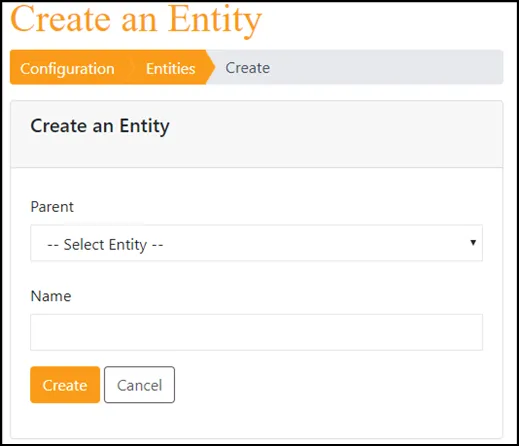 Create an Entity
Configuration Entities Create
Create an Entity
Parent
-- Select Entity --
Name
Create Cancel